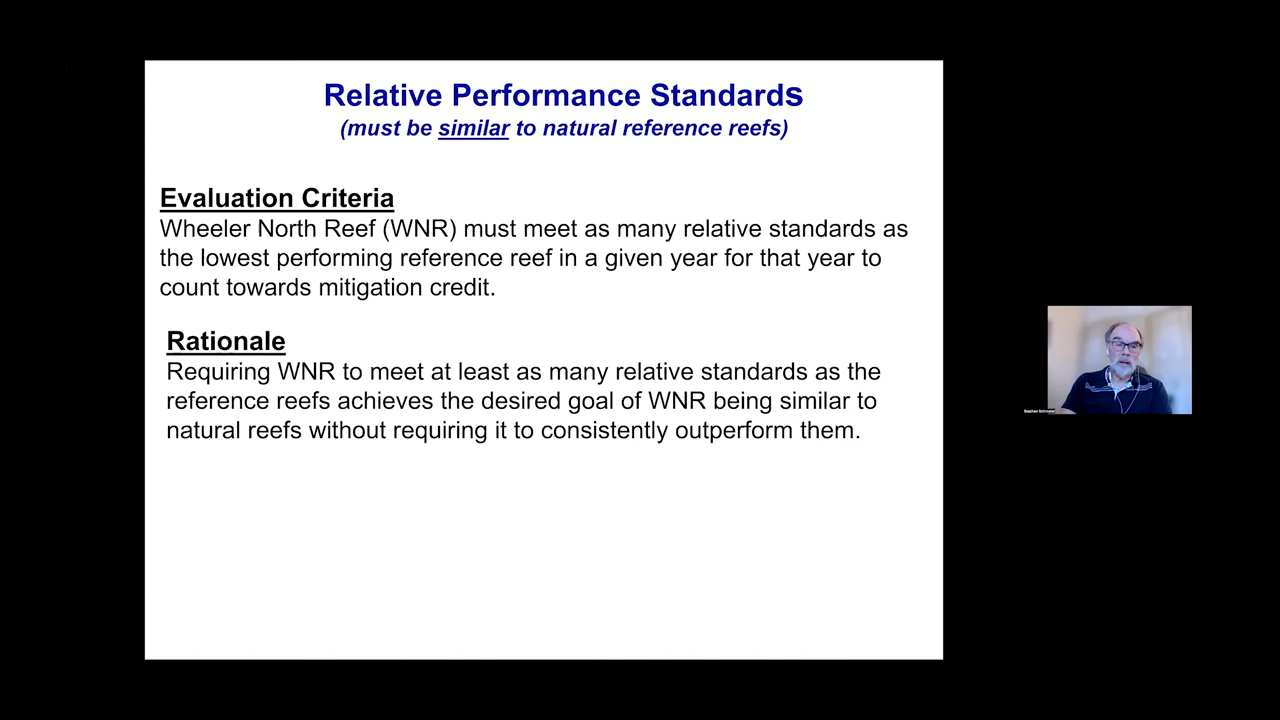 Relative Performance Standards
(must be similar to natural reference reefs)
Evaluation Criteria
Wheeler North Reef (WNR) must meet as many relative standards as
the lowest performing reference reef in a given year for that year to
count towards mitigation credit.
Rationale
Requiring WNR to meet at least as many relative standards as the
reference reefs achieves the desired goal of WNR being similar to
natural reefs without requiring it to consistently outperform them.
Stephen Schroeter